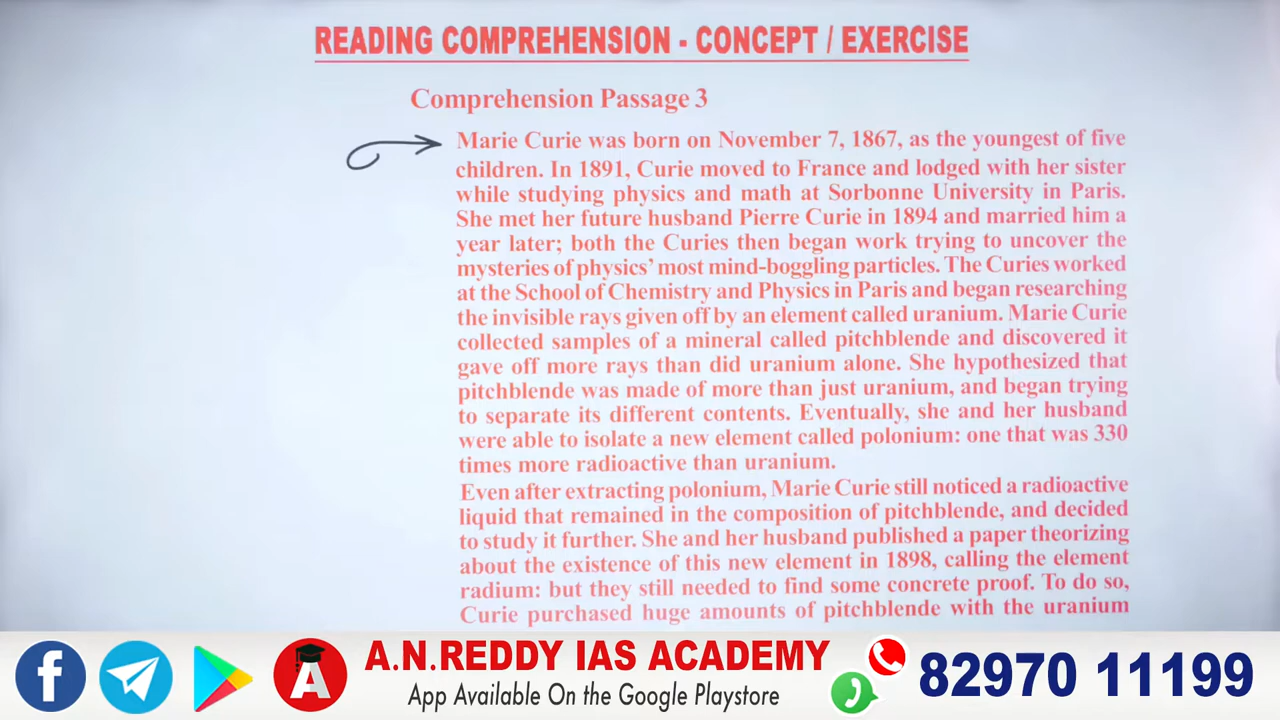 READING COMPREHENSION - CONCEPT / EXERCISE
Comprehension Passage 3
Marie Curie was born on November 7, 1867, as the youngest of five
children. In 1891, Curie moved to France and lodged with her sister
while studying physics and math at Sorbonne University in Paris.
She met her future husband Pierre Curie in 1894 and married him a
year later; both the Curies then began work trying to uncover the
mysteries of physics' most mind-boggling particles. The Curies worked
at the School of Chemistry and Physics in Paris and began researching
the invisible rays given off by an element called uranium. Marie Curie
collected samples of a mineral called pitchblende and discovered it
gave off more rays than did uranium alone. She hypothesized that
pitchblende was made of more than just uranium, and began trying
to separate its different contents. Eventually, she and her husband
were able to isolate a new element called polonium: one that was 330
times more radioactive than uranium.
Even after extracting polonium, Marie Curie still noticed a radioactive
liquid that remained in the composition of pitchblende, and decided
to study it further. She and her husband published a paper theorizing
about the existence of this new element in 1898, calling the element
radium: but they still needed to find some concrete proof. To do so,
Curie purchased huge amounts of pitchblende with the uranium
A.N.REDDY IAS ACADEMY
App Available On the Google Playstore
82970 11199